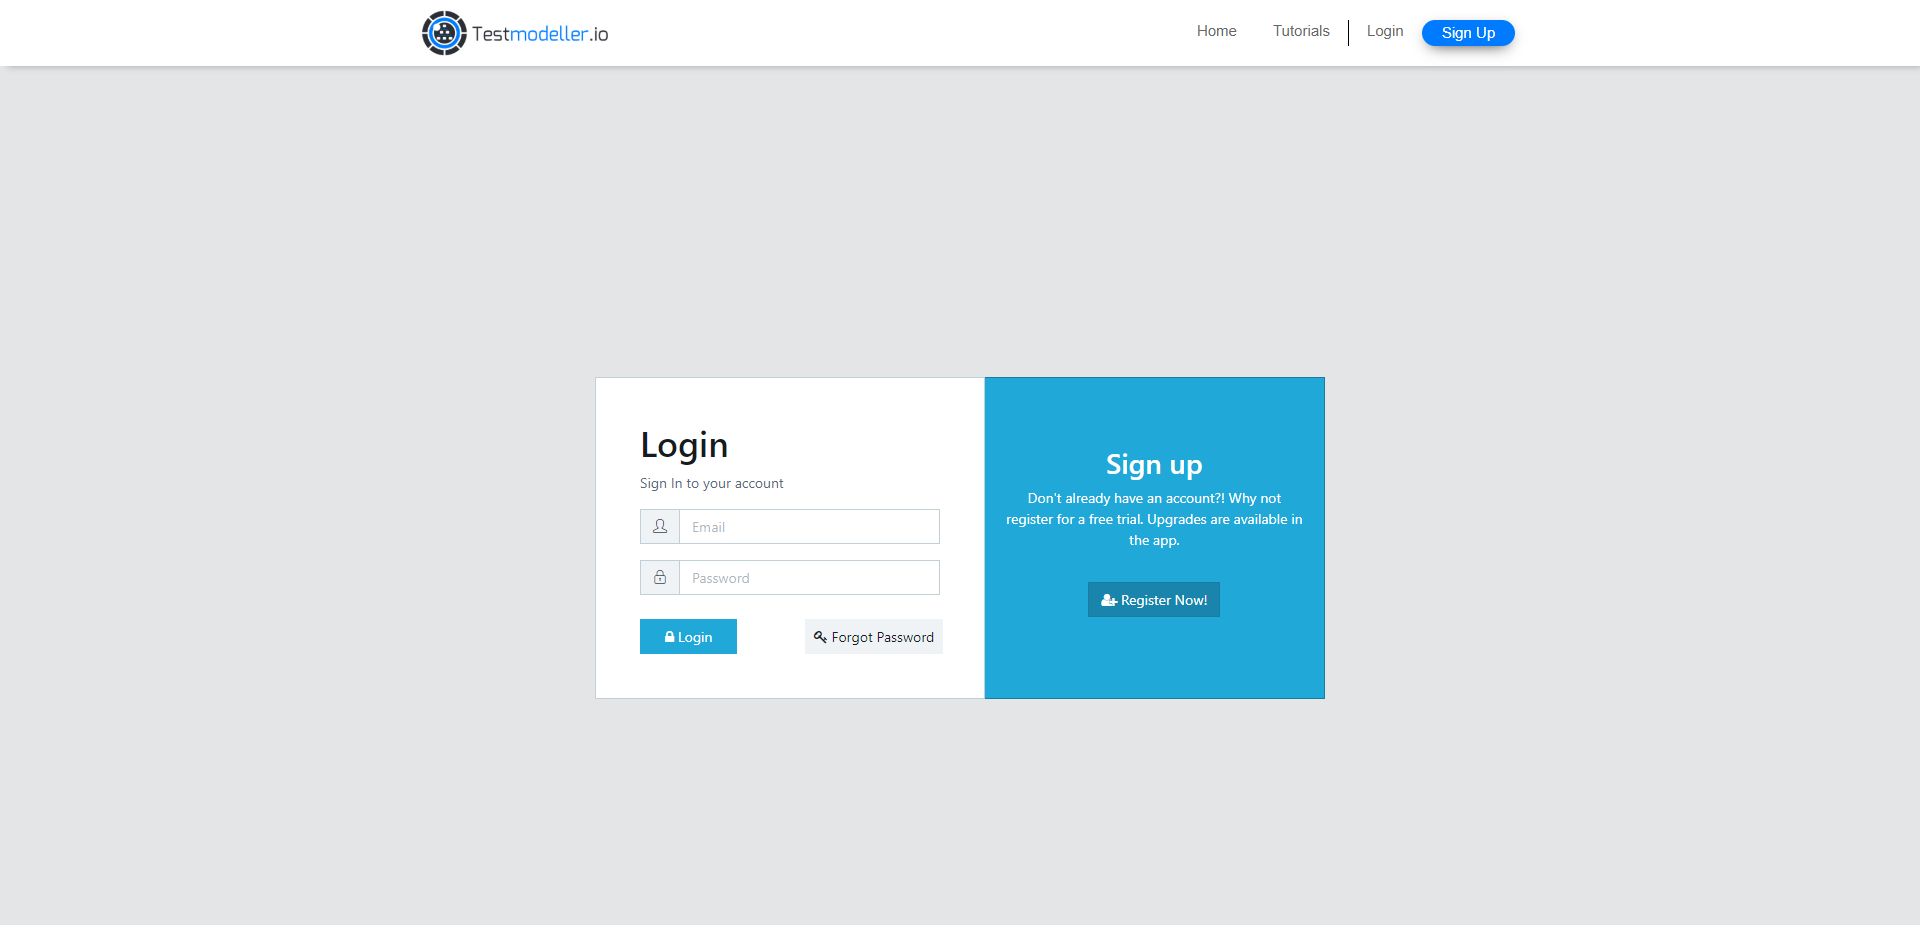 Testmodeller.io
Home
Tutorials
Login
Sign Up
Login
Sign In to your account
Email
Password
Login
Forgot Password
Sign up
Don't already have an account?! Why not
register for a free trial. Upgrades are available in
the app.
Register Now!